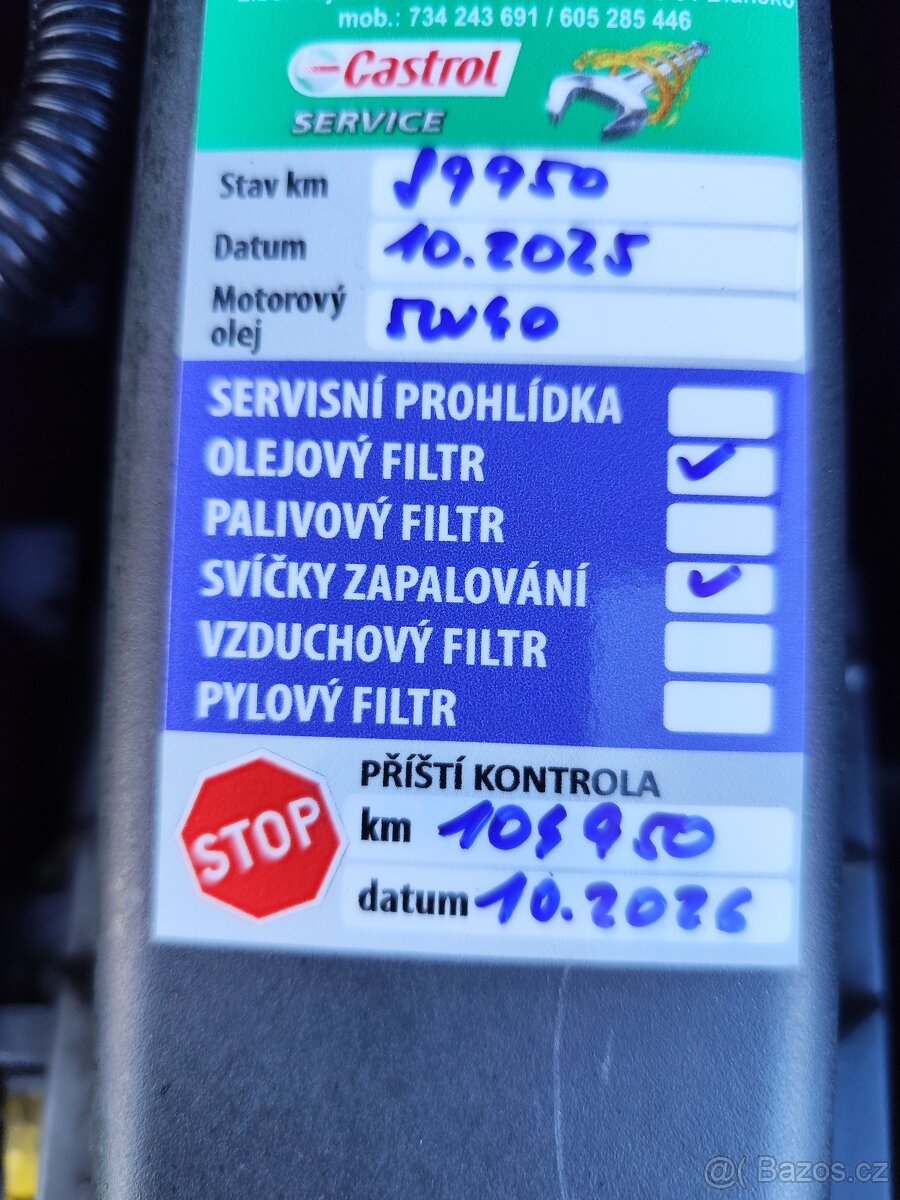 mob.: 734 243 691 / 605 285 446
Castrol
SERVICE
Stav km 89950
Datum 10.2025
Motorový olej 5W40
SERVISNÍ PROHLÍDKA
OLEJOVÝ FILTR ✓
PALIVOVÝ FILTR
SVÍČKY ZAPALOVÁNÍ ✓
VZDUCHOVÝ FILTR
PYLOVÝ FILTR
STOP
PŘÍŠTÍ KONTROLA
km 104950
datum 10.2026
@( Bazos.cz